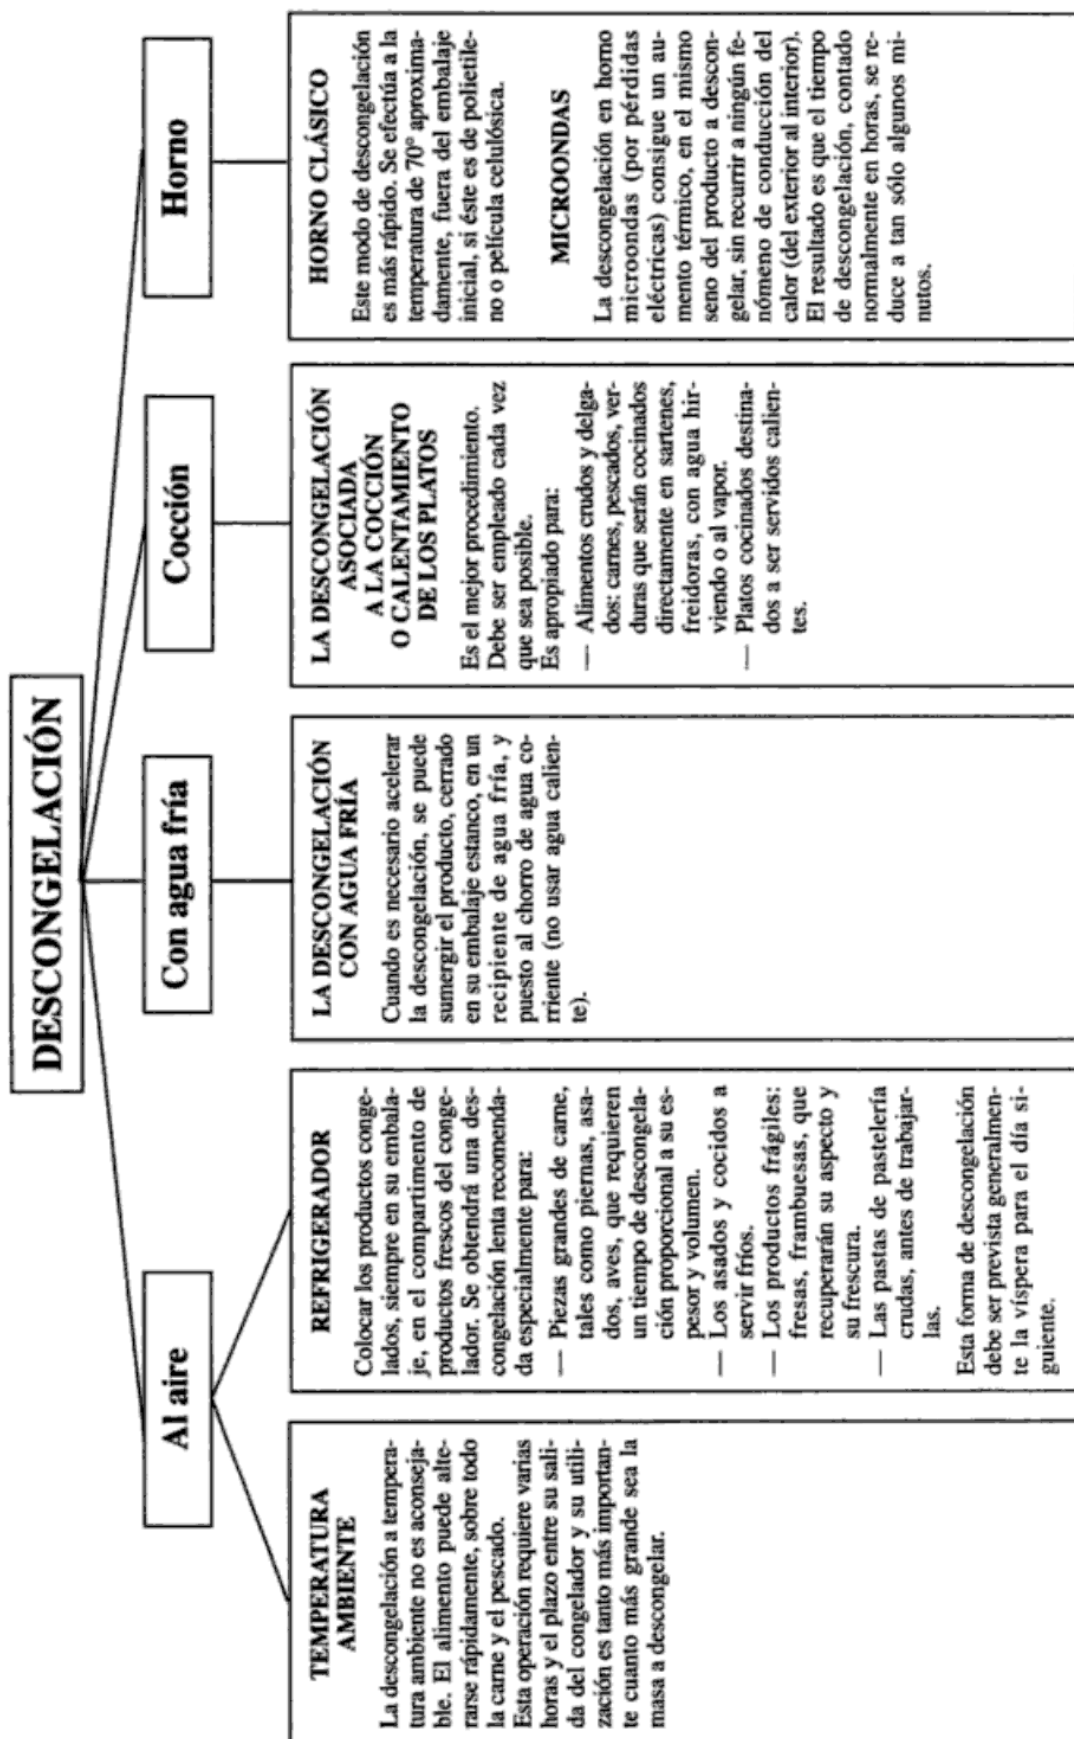 DESCONGELACIÓN
Al aire
Con agua fría
Cocción
Horno
TEMPERATURA
AMBIENTE
La descongelación a tempera-
tura ambiente no es aconseja-
ble. El alimento puede alte-
rarse rápidamente, sobre todo
la carne y el pescado.
Esta operación requiere varias
horas y el plazo entre su sali-
da del congelador y su utili-
zación es tanto más importan-
te cuanto más grande sea la
masa a descongelar.
REFRIGERADOR
Colocar los productos conge-
lados, siempre en su embala-
je, en el compartimento de
productos frescos del conge-
lador. Se obtendrá una des-
congelación lenta recomenda-
da especialmente para:
— Piezas grandes de carne,
tales como piernas, asa-
dos, aves, que requieren
un tiempo de descongela-
ción proporcional a su es-
pesor y volumen.
— Los asados y cocidos a
servir fríos.
— Los productos frágiles:
fresas, frambuesas, que
recuperarán su aspecto y
su frescura.
— Las pastas de pastelería
crudas, antes de trabajar-
las.
Esta forma de descongelación
debe ser prevista generalmen-
te la víspera para el día si-
guiente.
LA DESCONGELACIÓN
CON AGUA FRÍA
Cuando es necesario acelerar
la descongelación, se puede
sumergir el producto, cerrado
en su embalaje estanco, en un
recipiente de agua fría, y
puesto al chorro de agua co-
rriente (no usar agua calien-
te).
LA DESCONGELACIÓN
ASOCIADA
A LA COCCIÓN
O CALENTAMIENTO
DE LOS PLATOS
Es el mejor procedimiento.
Debe ser empleado cada vez
que sea posible.
Es apropiado para:
— Alimentos crudos y delga-
dos: carnes, pescados, ver-
duras que serán cocinados
directamente en sartenes,
freidoras, con agua hir-
viendo o al vapor.
— Platos cocinados destina-
dos a ser servidos calien-
tes.
HORNO CLÁSICO
Este modo de descongelación
es más rápido. Se efectúa a la
temperatura de 70° aproxima-
damente, fuera del embalaje
inicial, si éste es de polietile-
no o película celulósica.
MICROONDAS
La descongelación en horno
microondas (por pérdidas
eléctricas) consigue un au-
mento térmico, en el mismo
seno del producto a descon-
gelar, sin recurrir a ningún fe-
nómeno de conducción del
calor (del exterior al interior).
El resultado es que el tiempo
de descongelación, contado
normalmente en horas, se re-
duce a tan sólo algunos mi-
nutos.